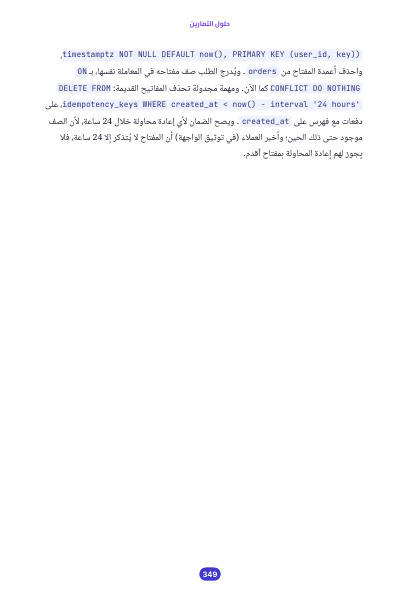 حلول التمارين
timestamptz NOT NULL DEFAULT now(), PRIMARY KEY (user_id, key))،
واحذف أعمدة المفتاح من orders. ويُدرج الطلب صف مفتاحه في المعاملة نفسها، بـ ON
CONFLICT DO NOTHING كما الآن. ومهمة مجدولة تحذف المفاتيح القديمة: DELETE FROM
idempotency_keys WHERE created_at < now() - interval '24 hours'، على
دفعات مع فهرس على created_at. ويصح الضمان لأي إعادة محاولة خلال 24 ساعة، لأن الصف
موجود حتى ذلك الحين؛ وأخبر العملاء (في توثيق الواجهة) أن المفتاح لا يُتذكر إلا 24 ساعة، فلا
يجوز لهم إعادة المحاولة بمفتاح أقدم.
349